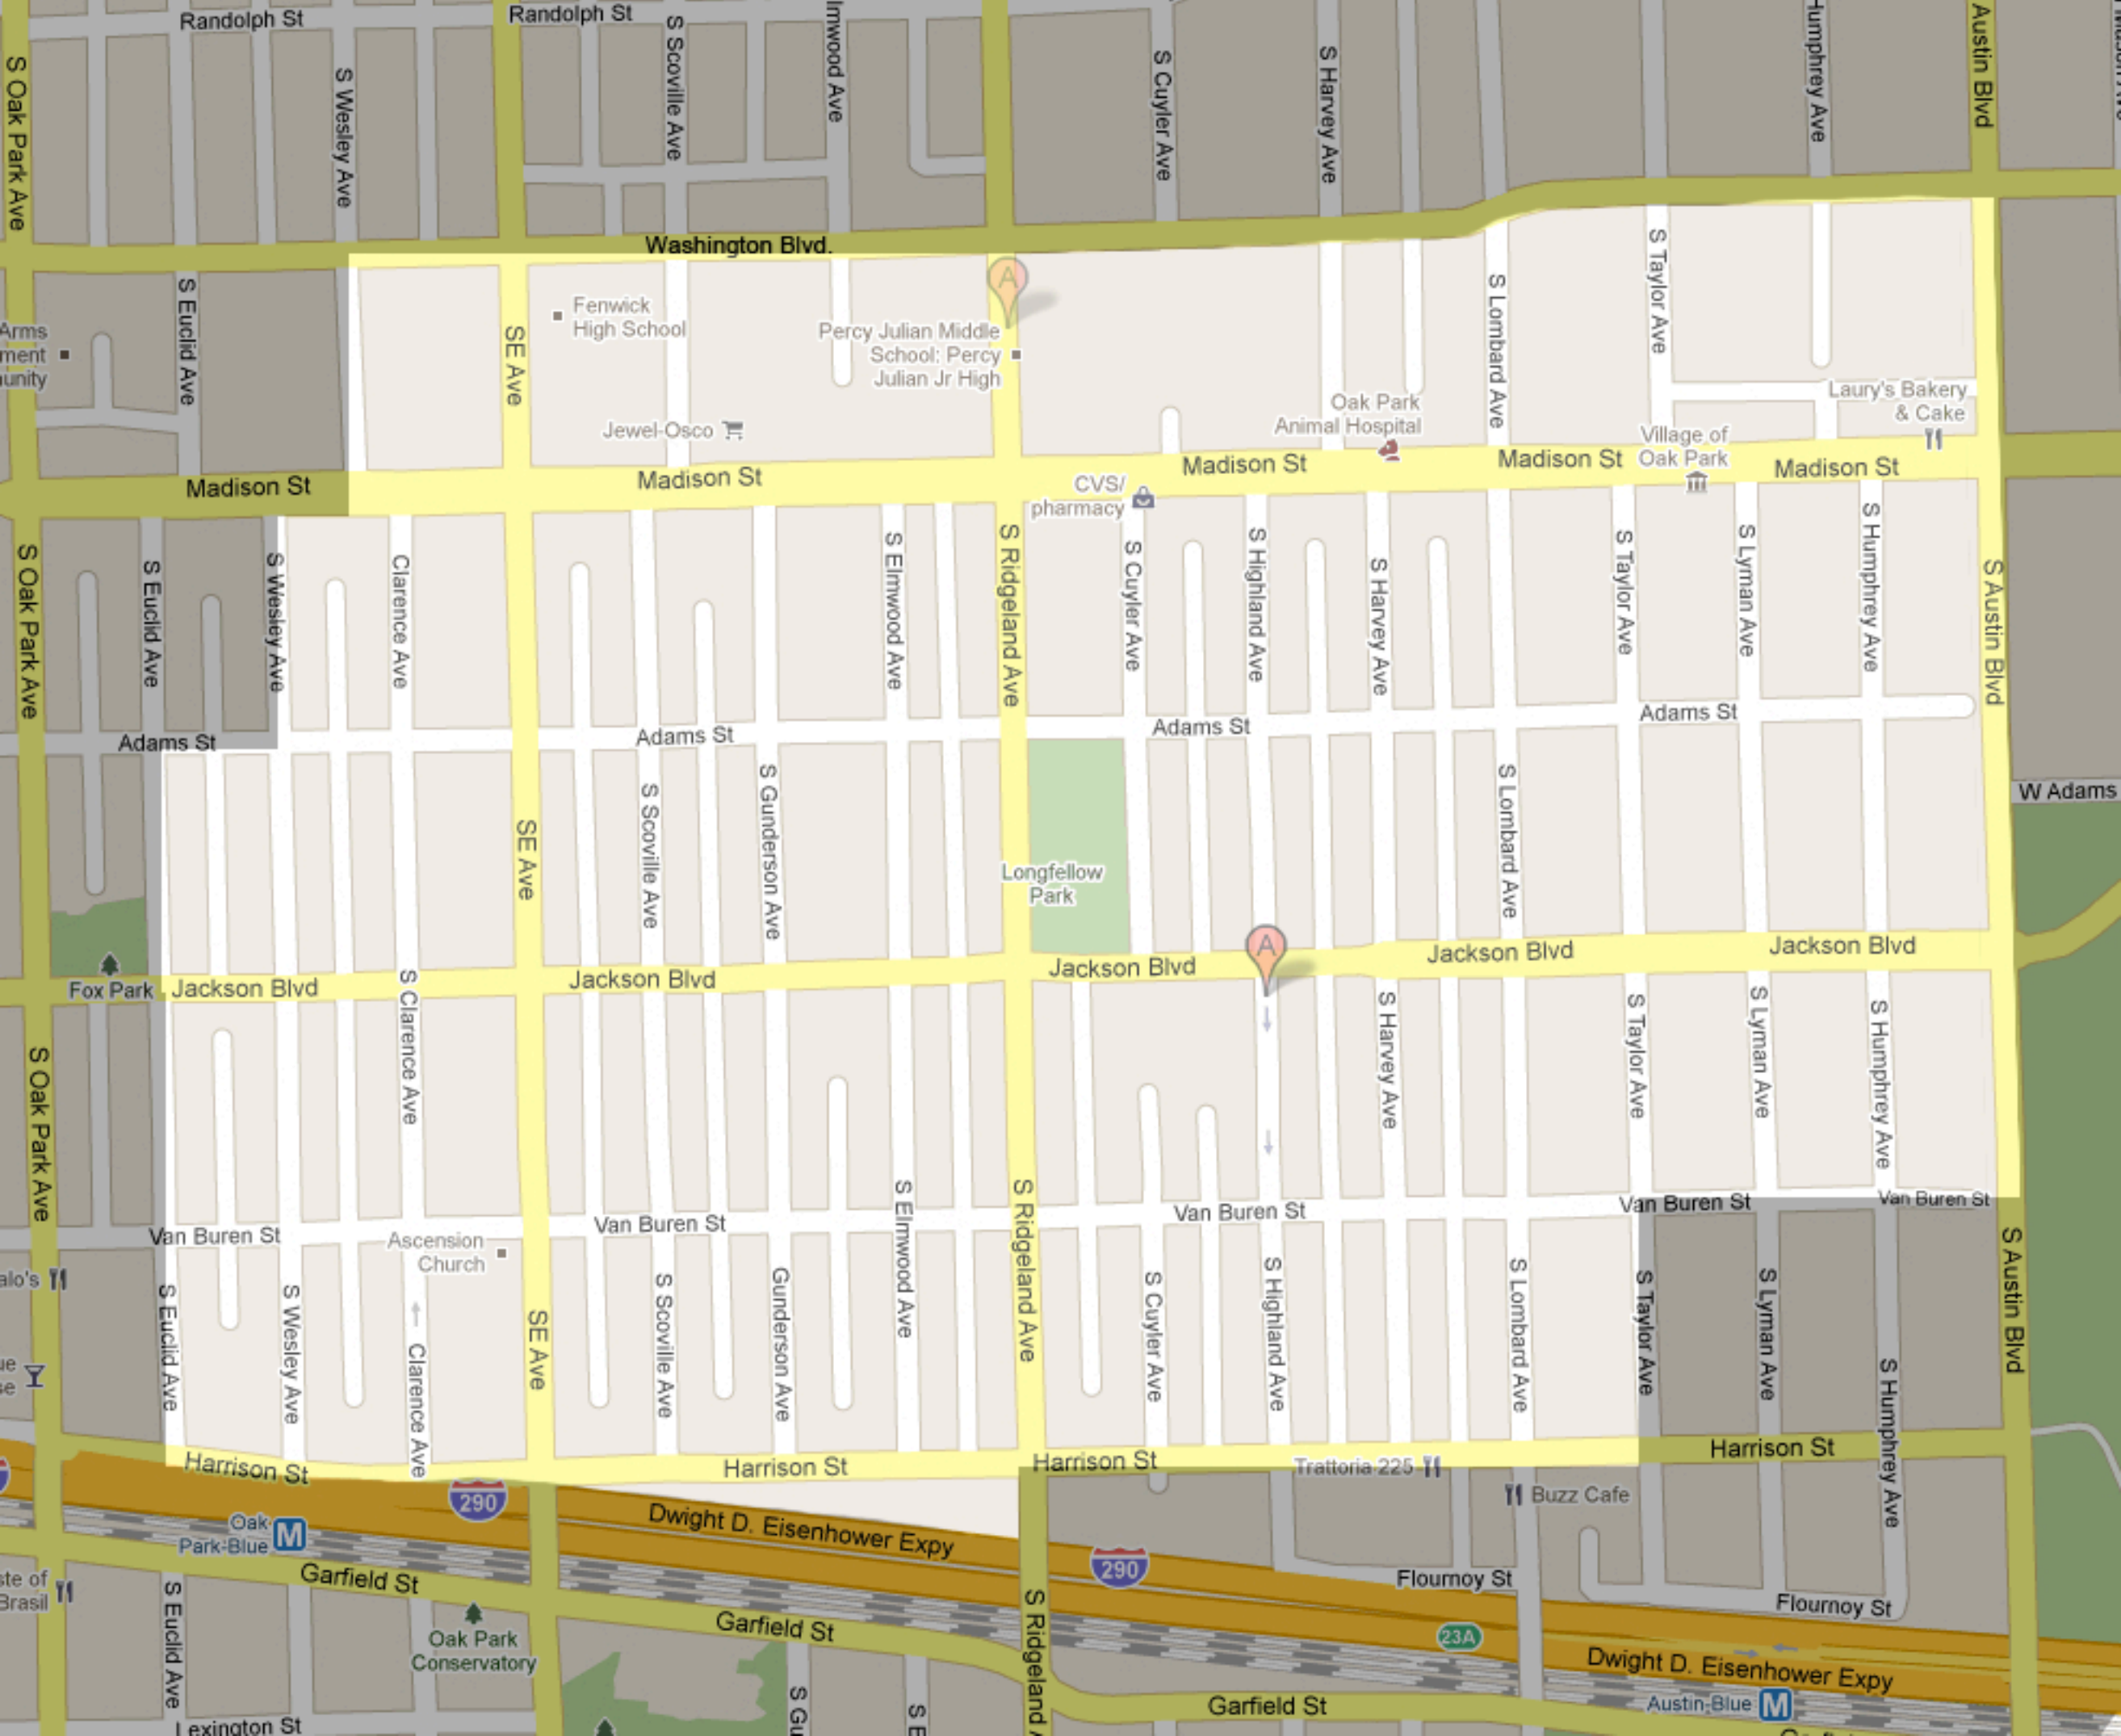 Randolph St
Randolph St
S Oak Park Ave
S Wesley Ave
S Scoville Ave
S Cuyler Ave
S Harvey Ave
Humphrey Ave
Austin Blvd
Washington Blvd.
S Euclid Ave
SE Ave
Fenwick
High School
Percy Julian Middle
School: Percy
Julian Jr High
A
S Lombard Ave
S Taylor Ave
Jewel-Osco
Oak Park
Animal Hospital
Laury's Bakery
& Cake
Village of
Oak Park
Madison St
Madison St
Madison St
Madison St
Madison St
CVS/
pharmacy
S Oak Park Ave
S Euclid Ave
S Wesley Ave
Clarence Ave
S Elmwood Ave
S Ridgeland Ave
S Cuyler Ave
S Highland Ave
S Harvey Ave
S Taylor Ave
S Lyman Ave
S Humphrey Ave
S Austin Blvd
Adams St
Adams St
Adams St
Adams St
W Adams
SE Ave
S Scoville Ave
S Gunderson Ave
S Lombard Ave
Longfellow
Park
A
Fox Park
Jackson Blvd
Jackson Blvd
Jackson Blvd
Jackson Blvd
Jackson Blvd
S Oak Park Ave
S Clarence Ave
S Harvey Ave
S Taylor Ave
S Lyman Ave
S Humphrey Ave
Van Buren St
Van Buren St
Van Buren St
Van Buren St
Van Buren St
Ascension
Church
S Elmwood Ave
S Ridgeland Ave
S Euclid Ave
S Wesley Ave
Clarence Ave
SE Ave
S Scoville Ave
Gunderson Ave
S Cuyler Ave
S Highland Ave
S Lombard Ave
S Taylor Ave
S Lyman Ave
S Humphrey Ave
S Austin Blvd
Harrison St
Harrison St
Harrison St
Harrison St
Trattoria 225
Buzz Cafe
290
290
Dwight D. Eisenhower Expy
Dwight D. Eisenhower Expy
Oak
Park-Blue
M
Garfield St
Garfield St
Garfield St
Flournoy St
Flournoy St
23A
Austin-Blue
M
S Euclid Ave
Oak Park
Conservatory
S Ridgeland A
Lexington St